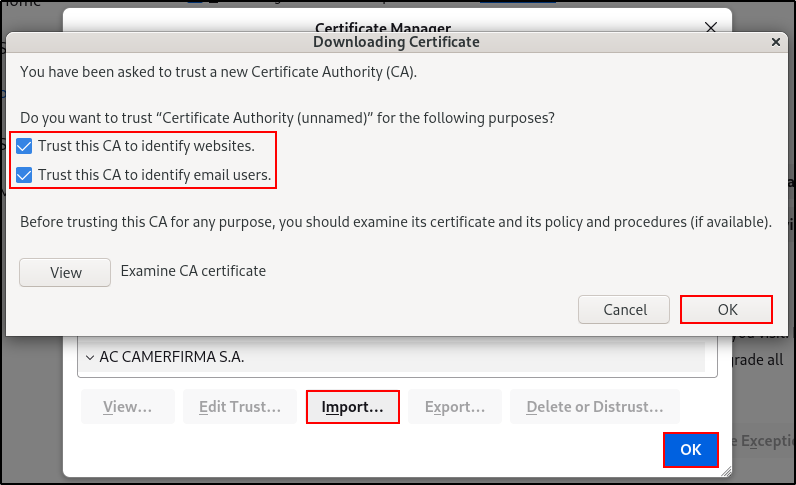 Certificate Manager
Downloading Certificate
You have been asked to trust a new Certificate Authority (CA).
Do you want to trust “Certificate Authority (unnamed)” for the following purposes?
Trust this CA to identify websites.
Trust this CA to identify email users.
Before trusting this CA for any purpose, you should examine its certificate and its policy and procedures (if available).
View
Examine CA certificate
Cancel
OK
AC CAMERFIRMA S.A.
grade all
View...
Edit Trust...
Import...
Export...
Delete or Distrust...
OK